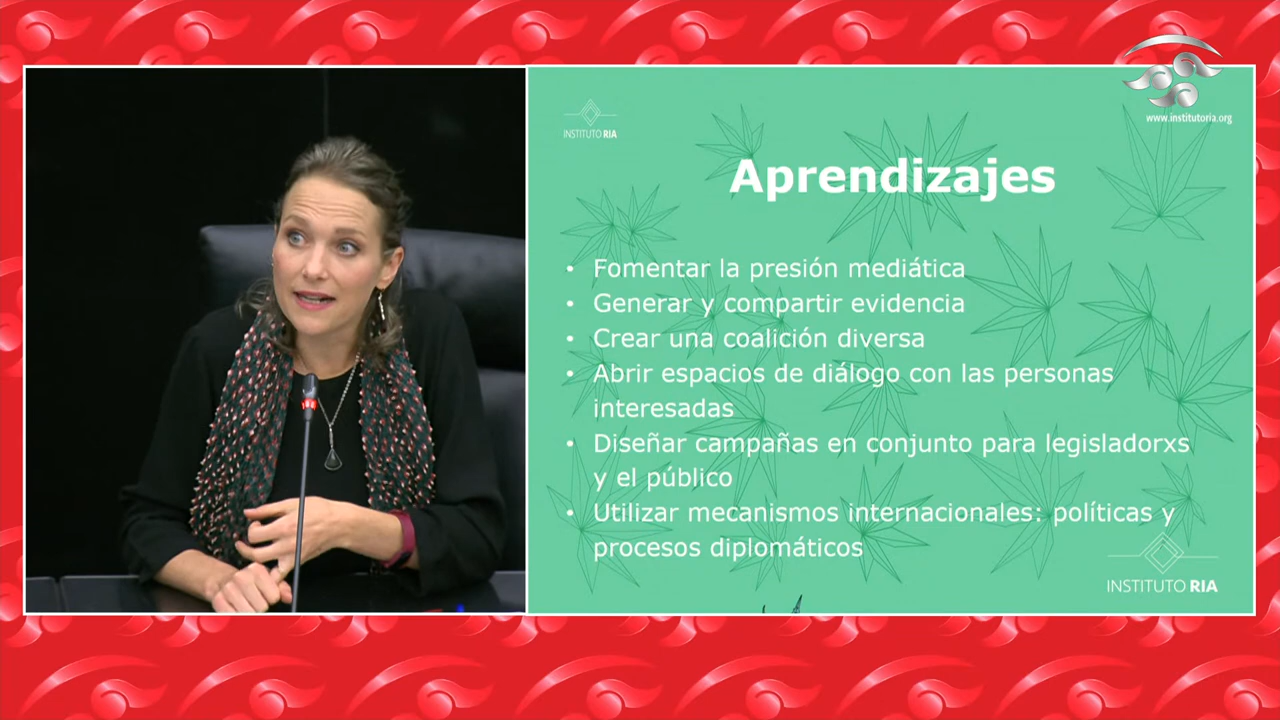 www.institutoria.org
INSTITUTO RIA
Aprendizajes
• Fomentar la presión mediática
• Generar y compartir evidencia
• Crear una coalición diversa
• Abrir espacios de diálogo con las personas
interesadas
• Diseñar campañas en conjunto para legisladorxs
y el público
• Utilizar mecanismos internacionales: políticas y
procesos diplomáticos
INSTITUTO RIA